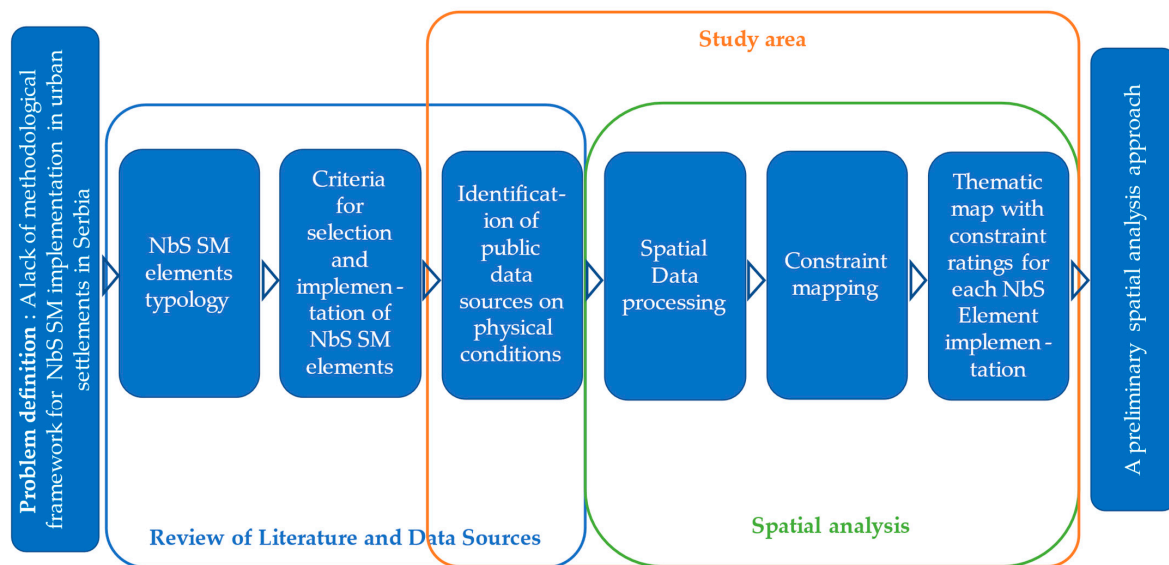 Problem definition : A lack of methodological
framework for NbS SM implementation in urban
settlements in Serbia
Study area
NbS SM
elements
typology
Criteria
for
selection
and
implemen-
tation of
NbS SM
elements
Identificat-
ion of
public
data
sources on
physical
conditions
Spatial
Data
processing
Constraint
mapping
Thematic
map with
constraint
ratings for
each NbS
Element
implemen-
tation
Review of Literature and Data Sources
Spatial analysis
A preliminary spatial analysis approach